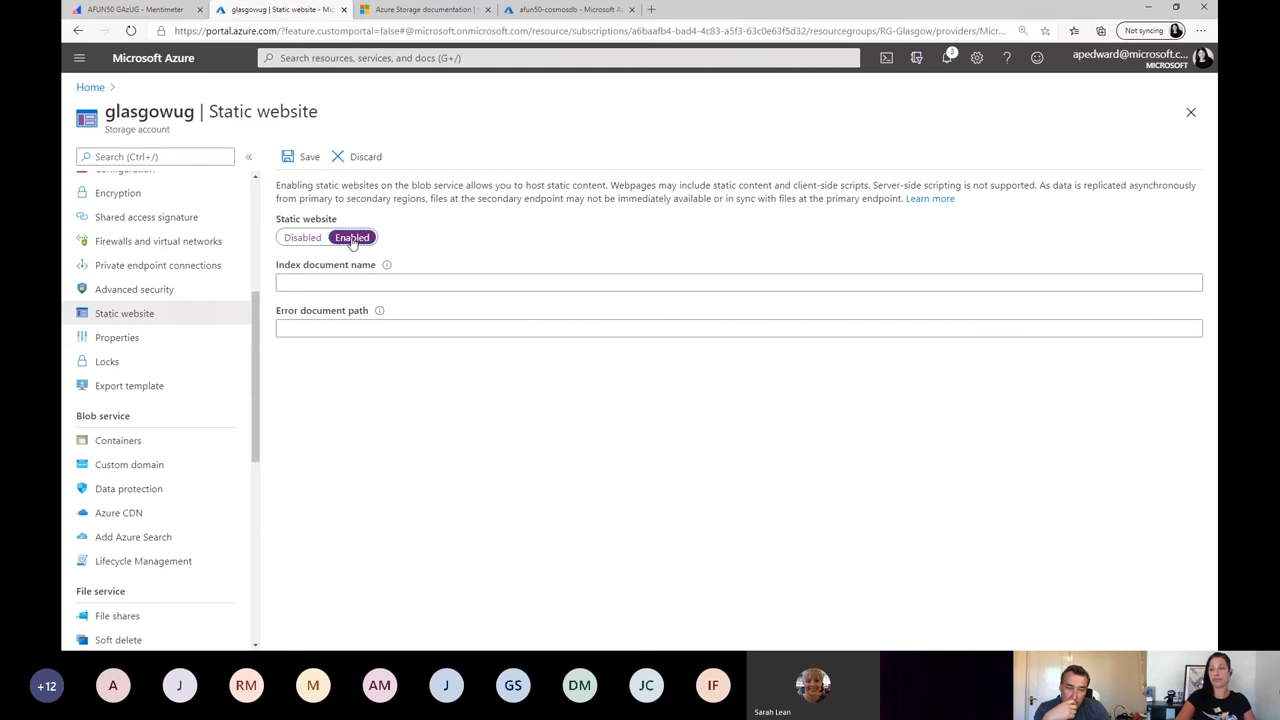 AFUN50 GAzUG - Mentimeter
glasgowug | Static website - Mi
Azure Storage documentation |
afun50-cosmosdb - Microsoft A
https://portal.azure.com/?feature.customportal=false#@microsoft.onmicrosoft.com/resource/subscriptions/a6baafb4-bad4-4c83-a5f3-63c0e63f5d32/resourcegroups/RG-Glasgow/providers/Micr...
Not syncing
Microsoft Azure
Search resources, services, and docs (G+/)
3
apedward@microsoft.c...
MICROSOFT
Home
glasgowug | Static website
Storage account
Search (Ctrl+/)
Save
Discard
Configuration
Encryption
Shared access signature
Firewalls and virtual networks
Private endpoint connections
Advanced security
Static website
Properties
Locks
Export template
Blob service
Containers
Custom domain
Data protection
Azure CDN
Add Azure Search
Lifecycle Management
File service
File shares
Soft delete
Enabling static websites on the blob service allows you to host static content. Webpages may include static content and client-side scripts. Server-side scripting is not supported. As data is replicated asynchronously
from primary to secondary regions, files at the secondary endpoint may not be immediately available or in sync with files at the primary endpoint. Learn more
Static website
Disabled
Enabled
Index document name
Error document path
+12
A
J
RM
M
AM
J
GS
DM
JC
IF
Sarah Lean